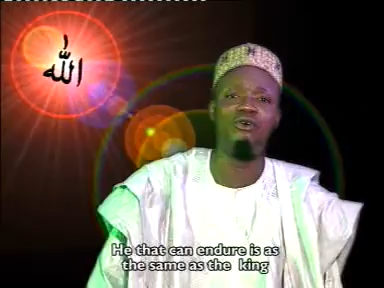 الله
He that can endure is as
the same as the king